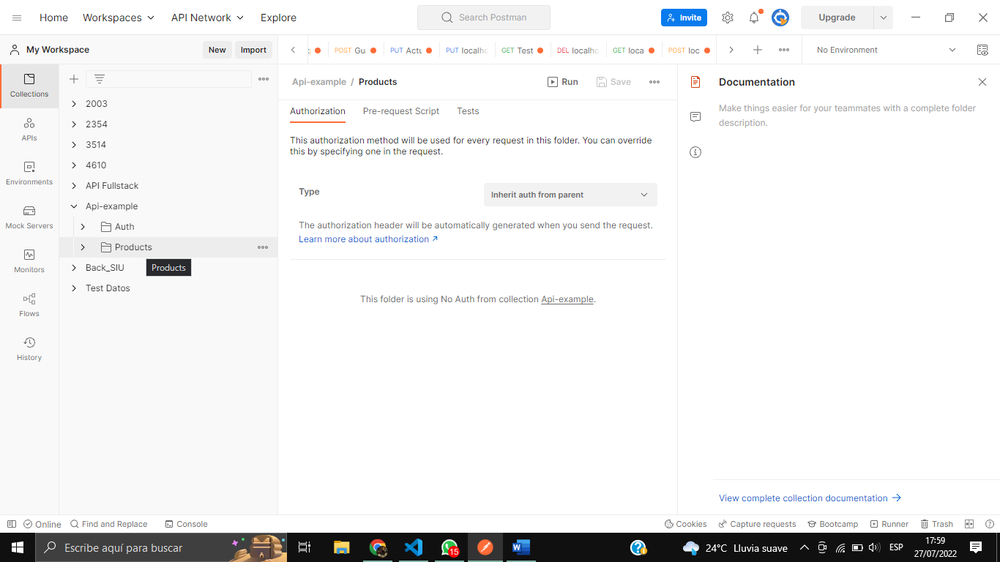 Home Workspaces API Network Explore Search Postman Invite Upgrade
My Workspace New Import POST Gu PUT Actu PUT localho GET Test DEL localho GET loca POST loc No Environment
Collections
APIs
Environments
Mock Servers
Monitors
Flows
History
2003
2354
3514
4610
API Fullstack
Api-example
Auth
Products
Back_SIU
Products
Test Datos
Api-example / Products Run Save
Authorization Pre-request Script Tests
This authorization method will be used for every request in this folder. You can override
this by specifying one in the request.
Type Inherit auth from parent
The authorization header will be automatically generated when you send the request.
Learn more about authorization ↗
This folder is using No Auth from collection Api-example.
Documentation
Make things easier for your teammates with a complete folder
description.
View complete collection documentation →
Online Find and Replace Console Cookies Capture requests Bootcamp Runner Trash
Escribe aquí para buscar 15 24°C Lluvia suave ESP 17:59
27/07/2022